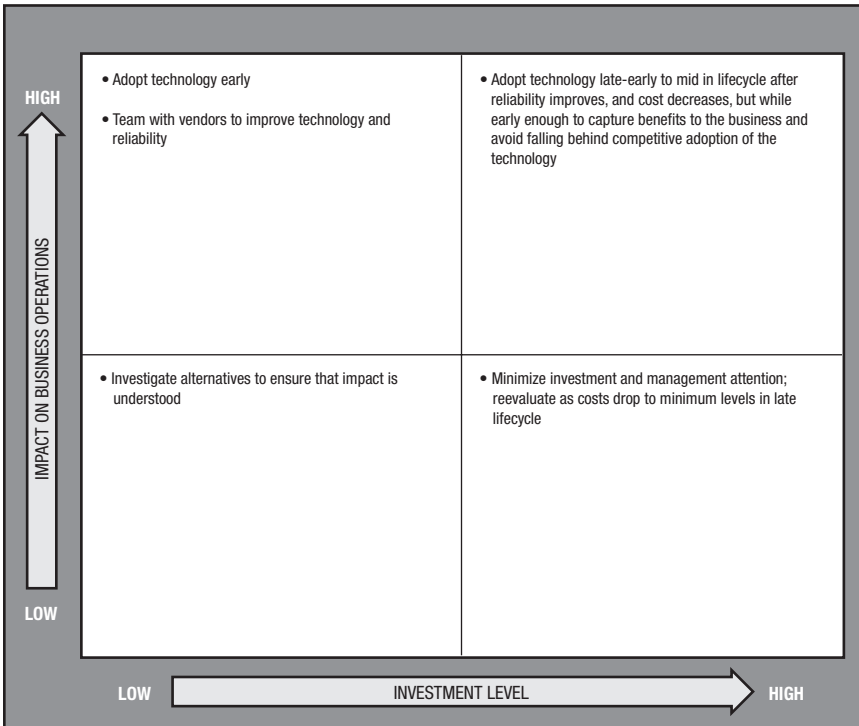 HIGH
IMPACT ON BUSINESS OPERATIONS
LOW
• Adopt technology early
• Team with vendors to improve technology and
reliability
• Adopt technology late-early to mid in lifecycle after
reliability improves, and cost decreases, but while
early enough to capture benefits to the business and
avoid falling behind competitive adoption of the
technology
• Investigate alternatives to ensure that impact is
understood
• Minimize investment and management attention;
reevaluate as costs drop to minimum levels in late
lifecycle
LOW
INVESTMENT LEVEL
HIGH